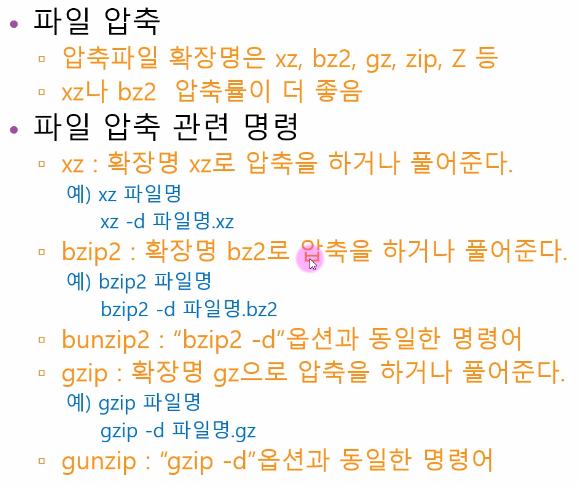 파일 압축
압축파일 확장명은 xz, bz2, gz, zip, Z 등
xz나 bz2 압축률이 더 좋음
파일 압축 관련 명령
xz : 확장명 xz로 압축을 하거나 풀어준다.
예) xz 파일명
xz -d 파일명.xz
bzip2 : 확장명 bz2로 압축을 하거나 풀어준다.
예) bzip2 파일명
bzip2 -d 파일명.bz2
bunzip2 : “bzip2 -d”옵션과 동일한 명령어
gzip : 확장명 gz으로 압축을 하거나 풀어준다.
예) gzip 파일명
gzip -d 파일명.gz
gunzip : “gzip -d”옵션과 동일한 명령어